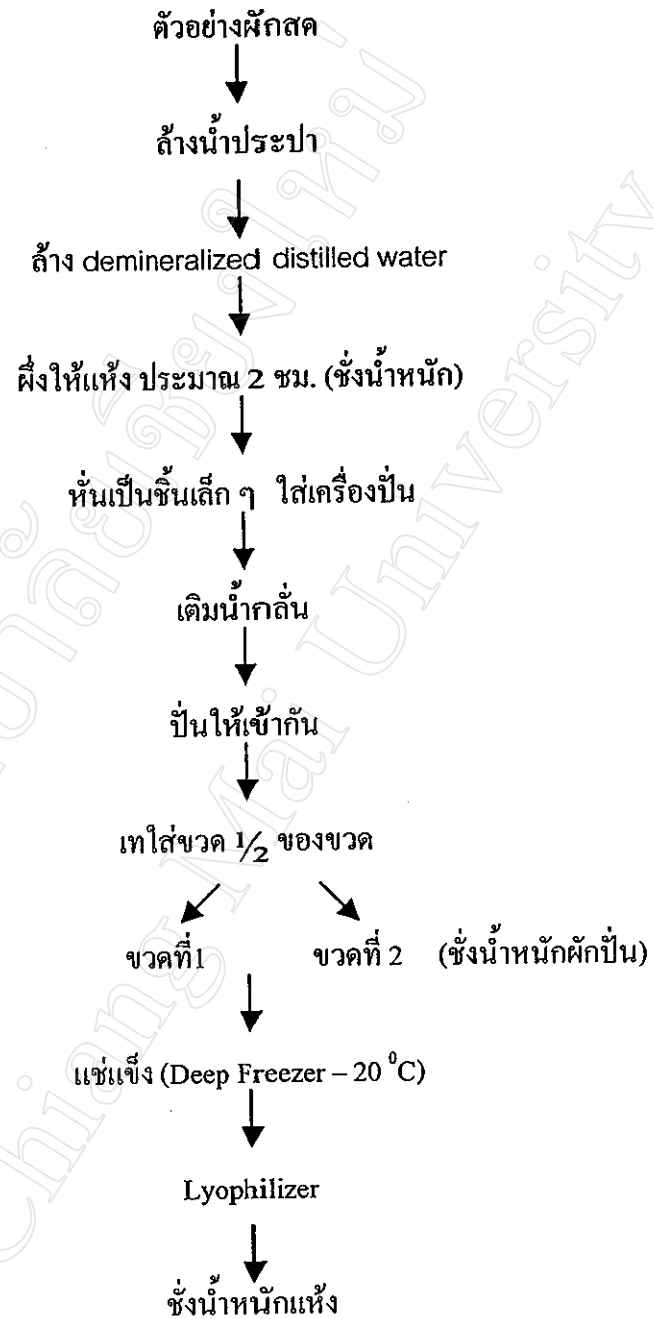 ตัวอย่างผักสด
ล้างน้ำประปา
ล้าง demineralized distilled water
ผึ่งให้แห้ง ประมาณ 2 ชม. (ชั่งน้ำหนัก)
หั่นเป็นชิ้นเล็ก ๆ ใส่เครื่องปั่น
เติมน้ำกลั่น
ปั่นให้เข้ากัน
เทใส่ขวด 1/2 ของขวด
ขวดที่1 ขวดที่ 2 (ชั่งน้ำหนักผักปั่น)
แช่แข็ง (Deep Freezer – 20 ⁰C)
Lyophilizer
ชั่งน้ำหนักแห้ง
Chiang Mai University